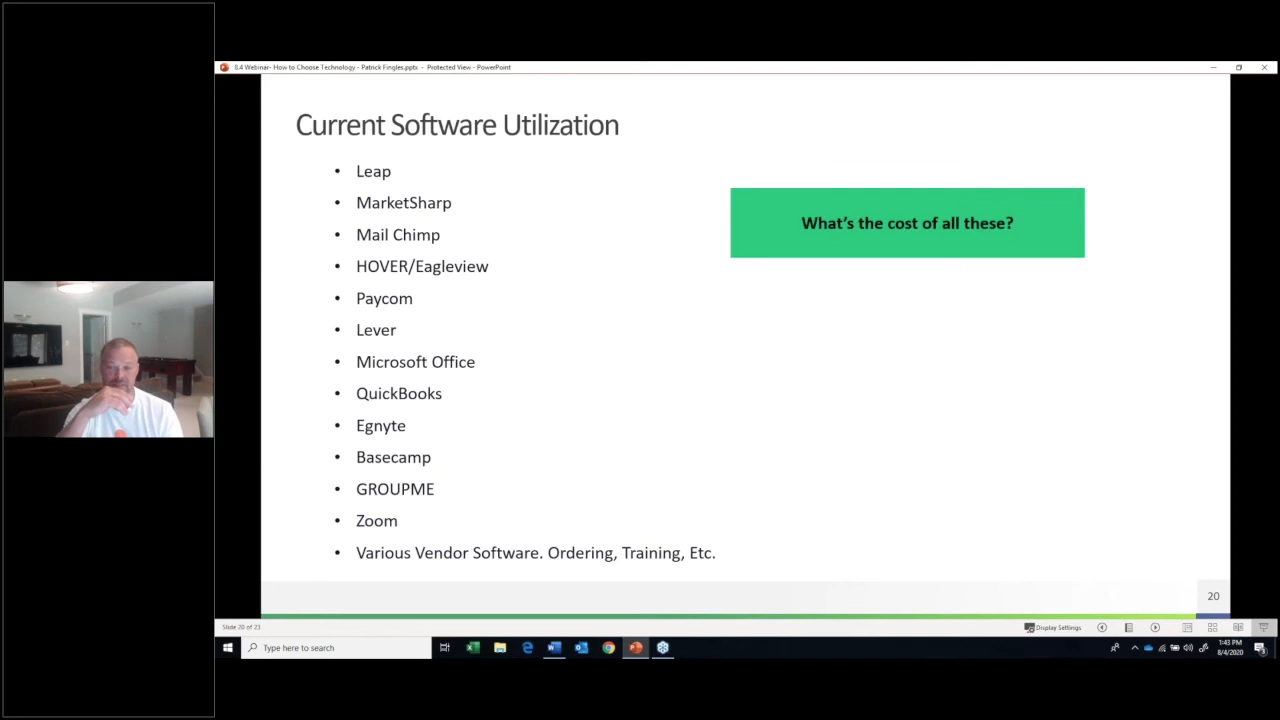 8.4 Webinar- How to Choose Technology - Patrick Fingles.pptx - Protected View - PowerPoint
Current Software Utilization
• Leap
• MarketSharp
• Mail Chimp
• HOVER/Eagleview
• Paycom
• Lever
• Microsoft Office
• QuickBooks
• Egnyte
• Basecamp
• GROUPME
• Zoom
• Various Vendor Software. Ordering, Training, Etc.
What's the cost of all these?
20
Slide 20 of 23
Display Settings
Type here to search
1:43 PM
8/4/2020